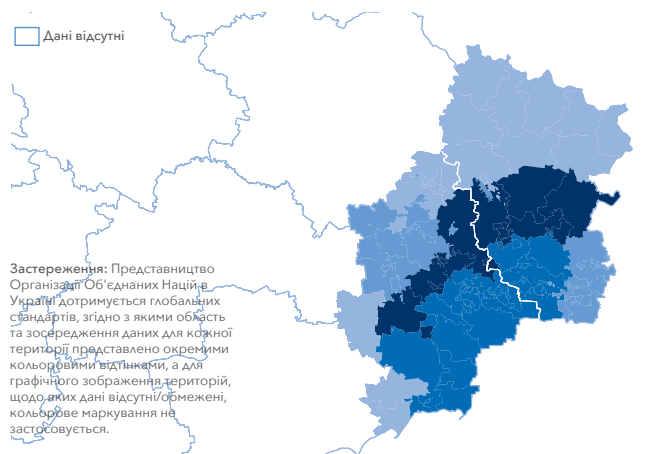 Дані відсутні
Застереження: Представництво
Організації Об'єднаних Націй в
Україні дотримується глобальних
стандартів, згідно з якими область
та зосередження даних для кожної
території представлено окремими
кольоровими відтінками, а для
графічного зображення територій,
щодо яких дані відсутні/обмежені,
кольорове маркування не
застосовується.